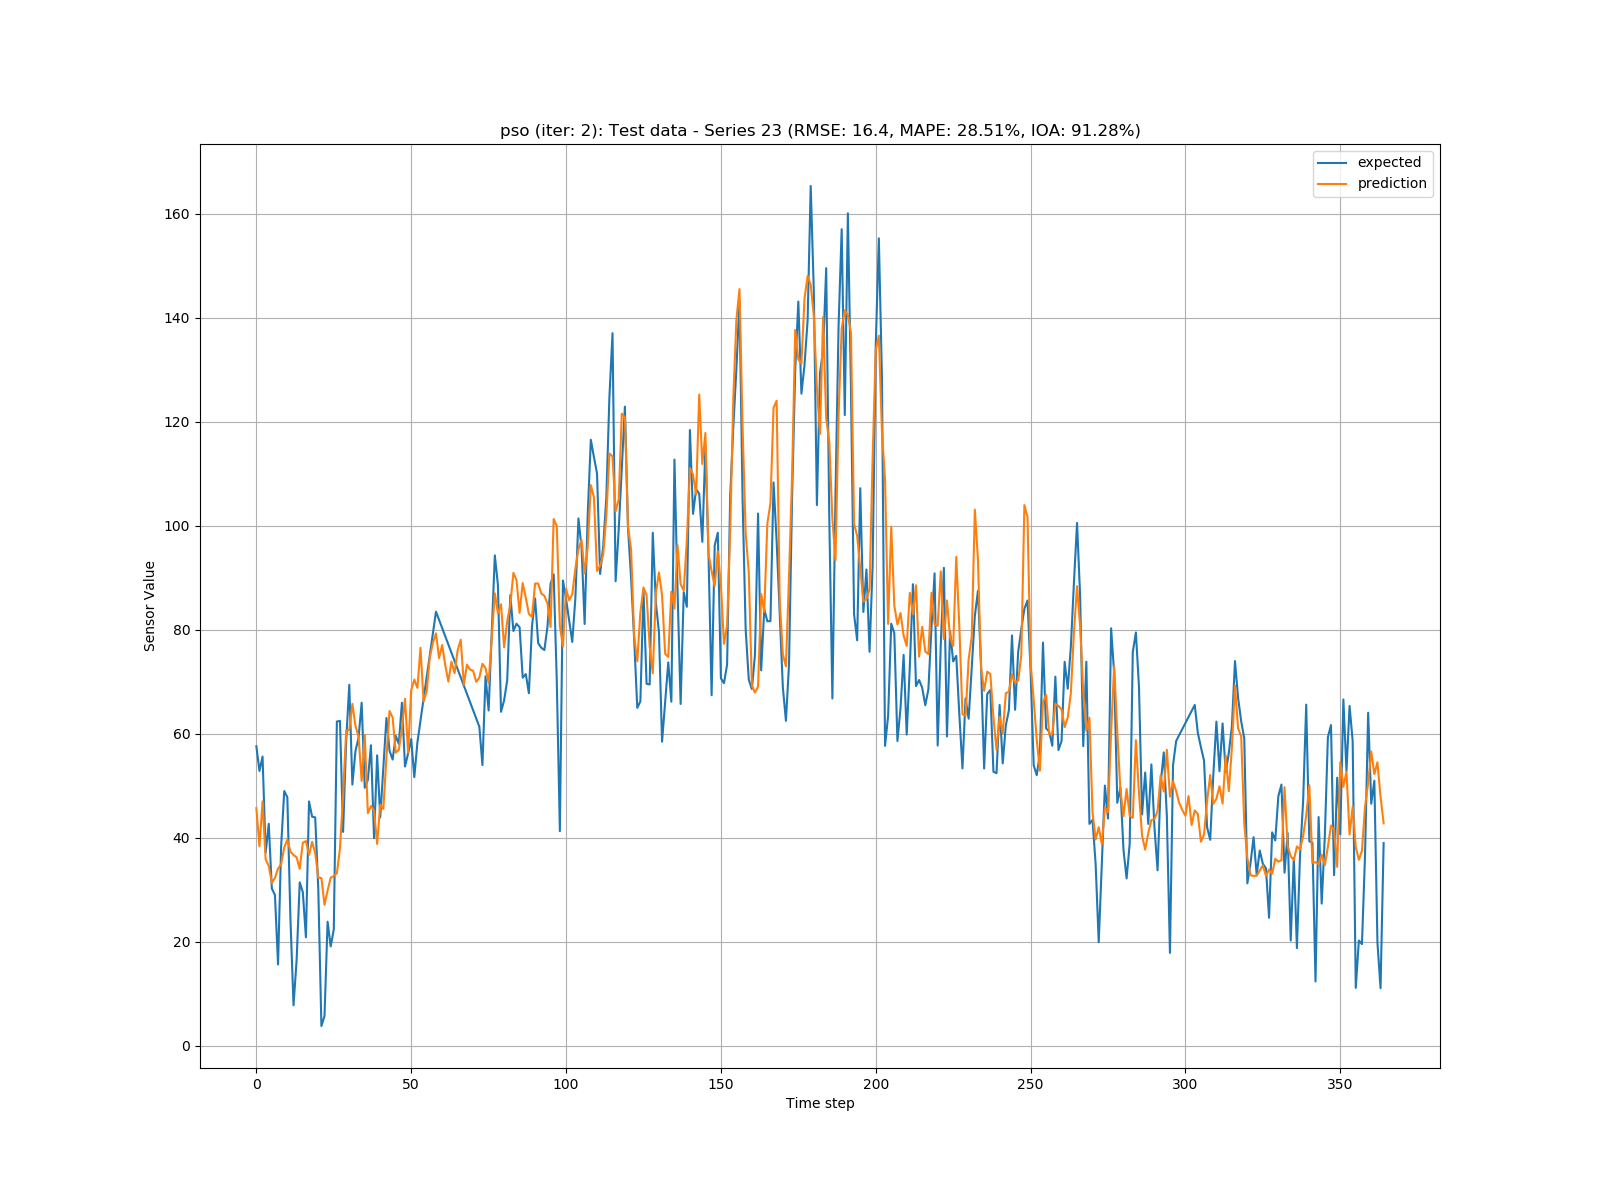 pso (iter: 2): Test data - Series 23 (RMSE: 16.4, MAPE: 28.51%, IOA: 91.28%)
expected
prediction
160
140
120
100
80
60
40
20
0
Sensor Value
0 50 100 150 200 250 300 350
Time step